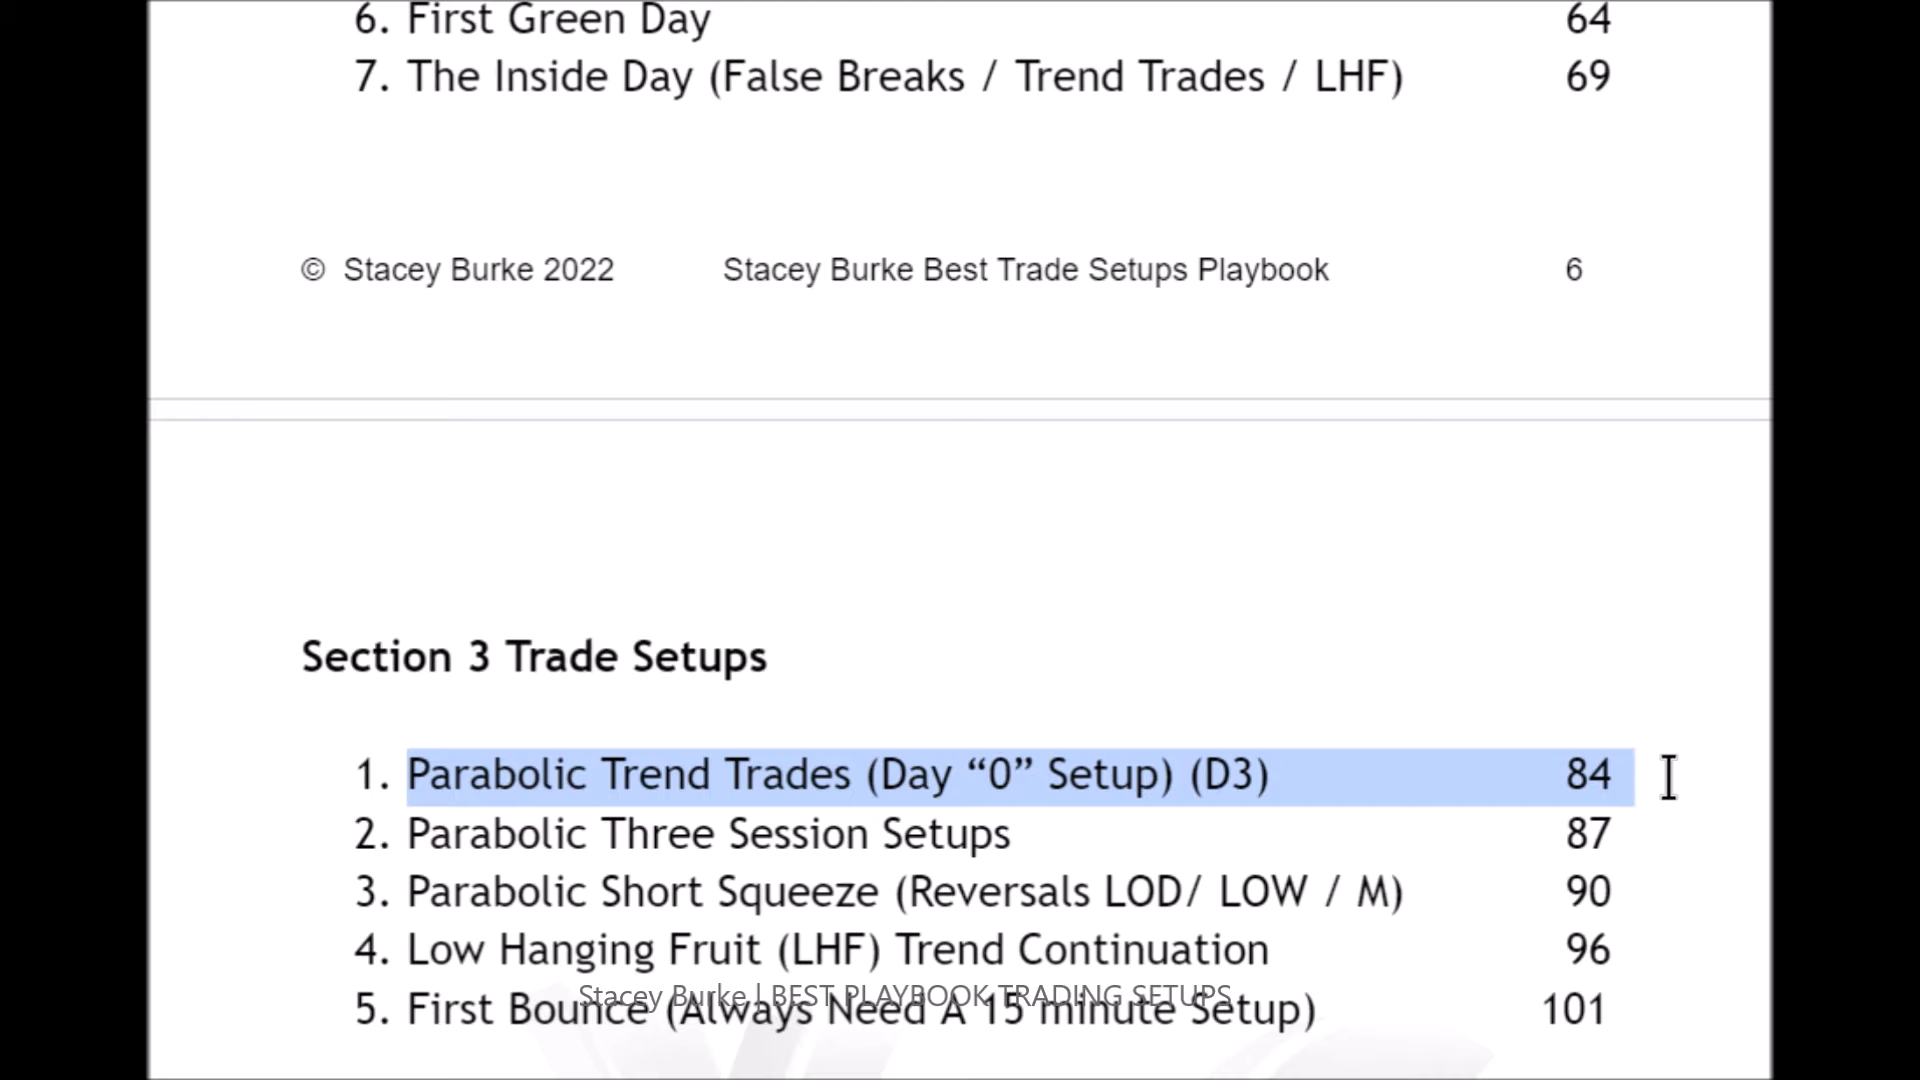 6. First Green Day 64
7. The Inside Day (False Breaks / Trend Trades / LHF) 69
© Stacey Burke 2022 Stacey Burke Best Trade Setups Playbook 6
Section 3 Trade Setups
1. Parabolic Trend Trades (Day “0” Setup) (D3) 84
2. Parabolic Three Session Setups 87
3. Parabolic Short Squeeze (Reversals LOD/ LOW / M) 90
4. Low Hanging Fruit (LHF) Trend Continuation 96
Stacey Burke | BEST PLAYBOOK TRADING SETUPS
5. First Bounce (Always Need A 15 minute Setup) 101